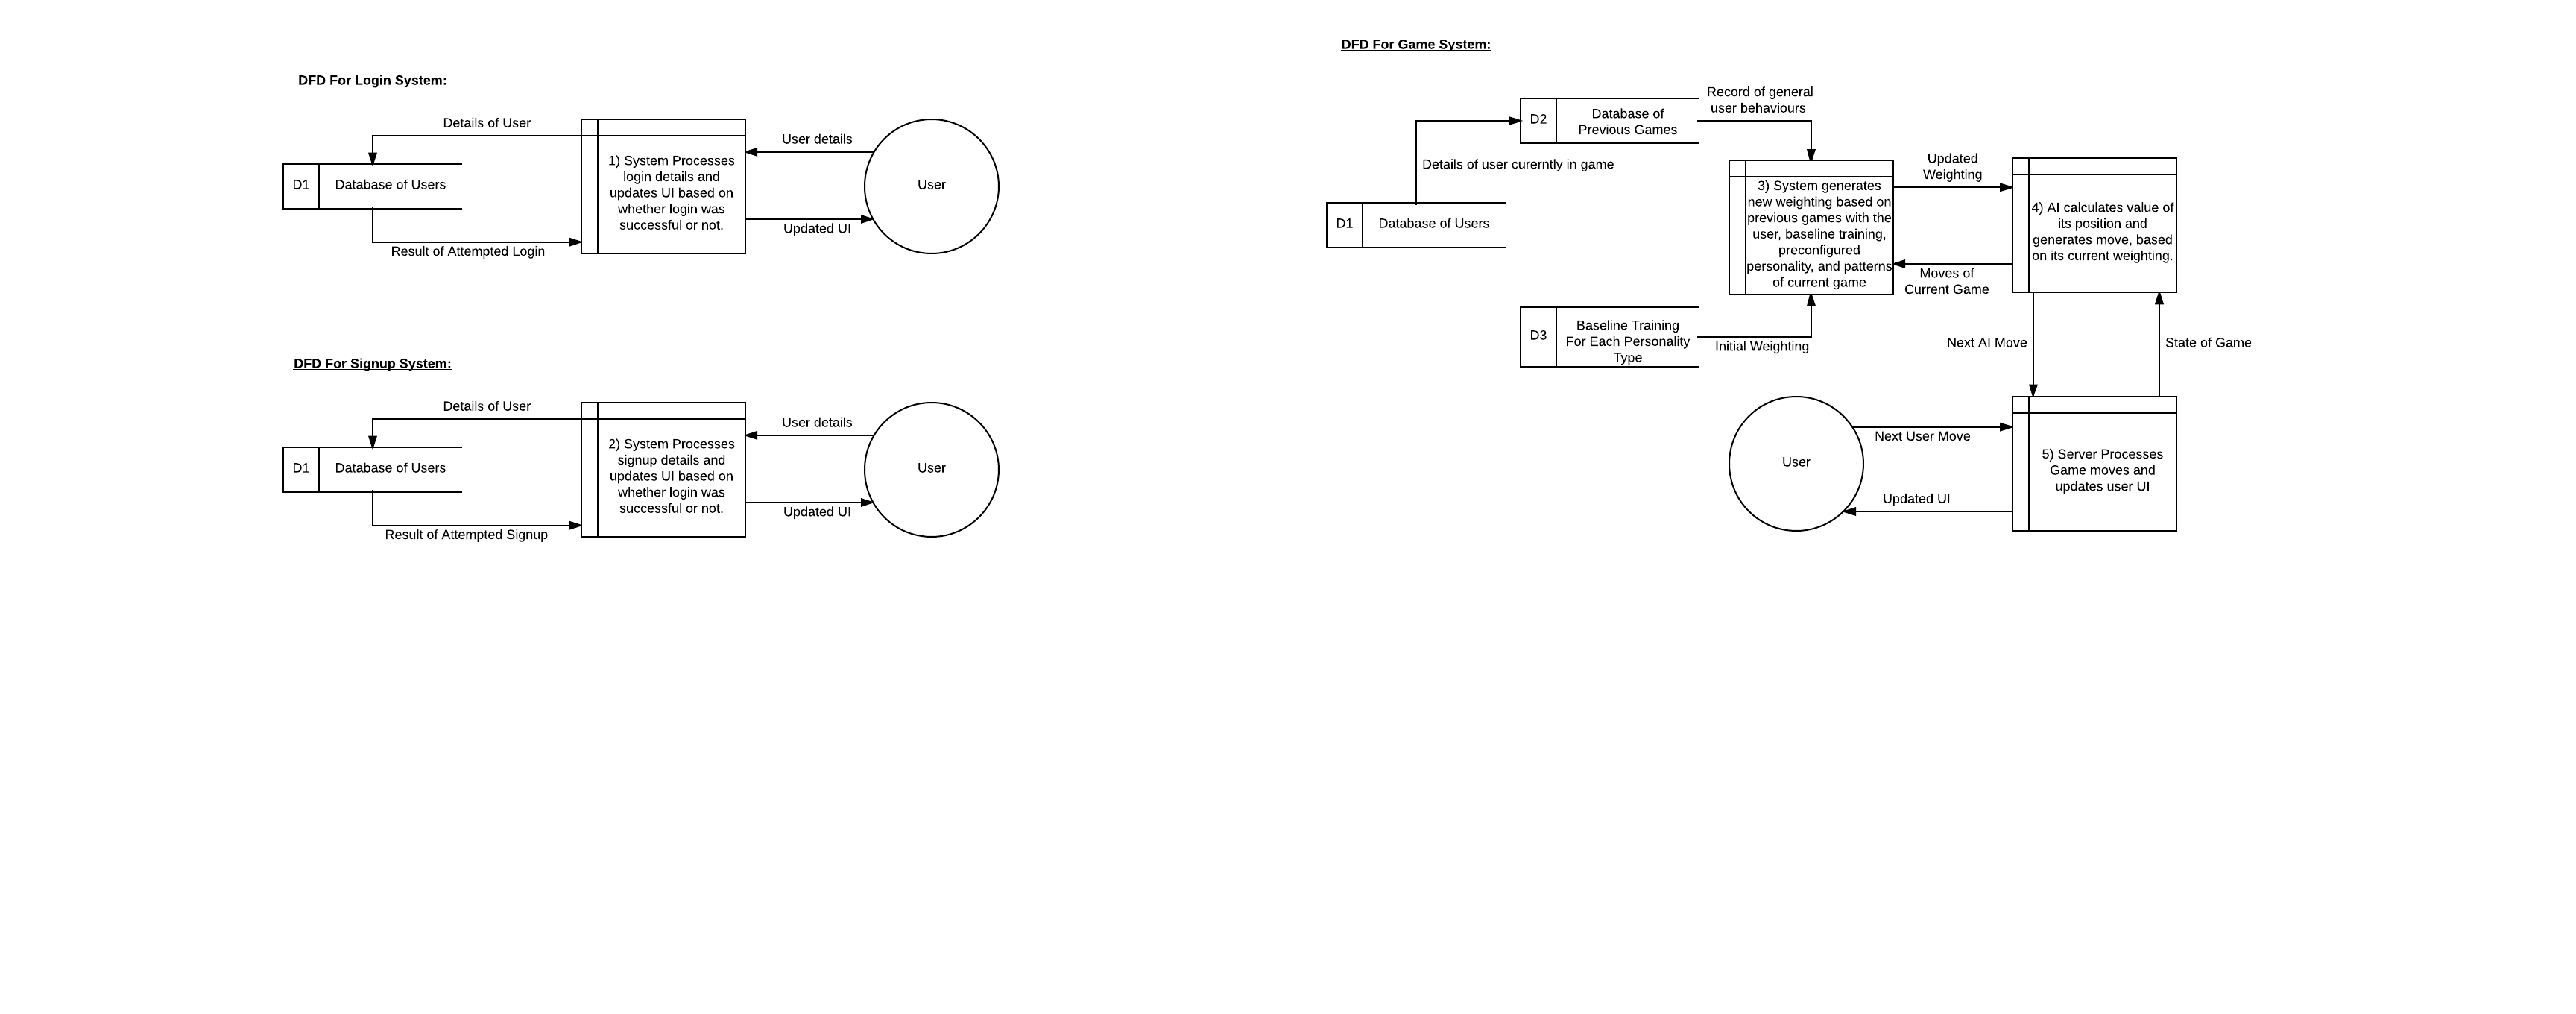 DFD For Login System:
Details of User
D1
Database of Users
Result of Attempted Login
1) System Processes
login details and
updates UI based on
whether login was
successful or not.
User details
Updated UI
User
DFD For Signup System:
Details of User
D1
Database of Users
Result of Attempted Signup
2) System Processes
signup details and
updates UI based on
whether login was
successful or not.
User details
Updated UI
User
DFD For Game System:
D2
Database of
Previous Games
Record of general
user behaviours
Details of user curerntly in game
D1
Database of Users
3) System generates
new weighting based on
previous games with the
user, baseline training,
preconfigured
personality, and patterns
of current game
Updated
Weighting
4) AI calculates value of
its position and
generates move, based
on its current weighting.
Moves of
Current Game
D3
Baseline Training
For Each Personality
Type
Initial Weighting
Next AI Move
State of Game
User
Next User Move
Updated UI
5) Server Processes
Game moves and
updates user UI